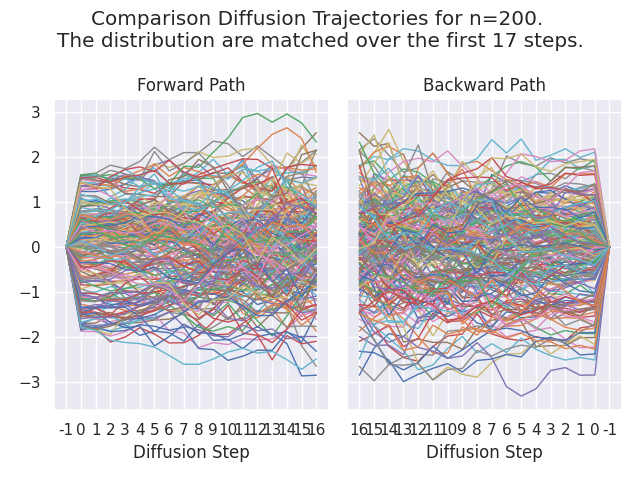 Comparison Diffusion Trajectories for n=200.
The distribution are matched over the first 17 steps.
Forward Path
Backward Path
3
2
1
0
−1
−2
−3
-1 0 1 2 3 4 5 6 7 8 9 10 11 12 13 14 15 16
16 15 14 13 12 11 10 9 8 7 6 5 4 3 2 1 0 -1
Diffusion Step
Diffusion Step